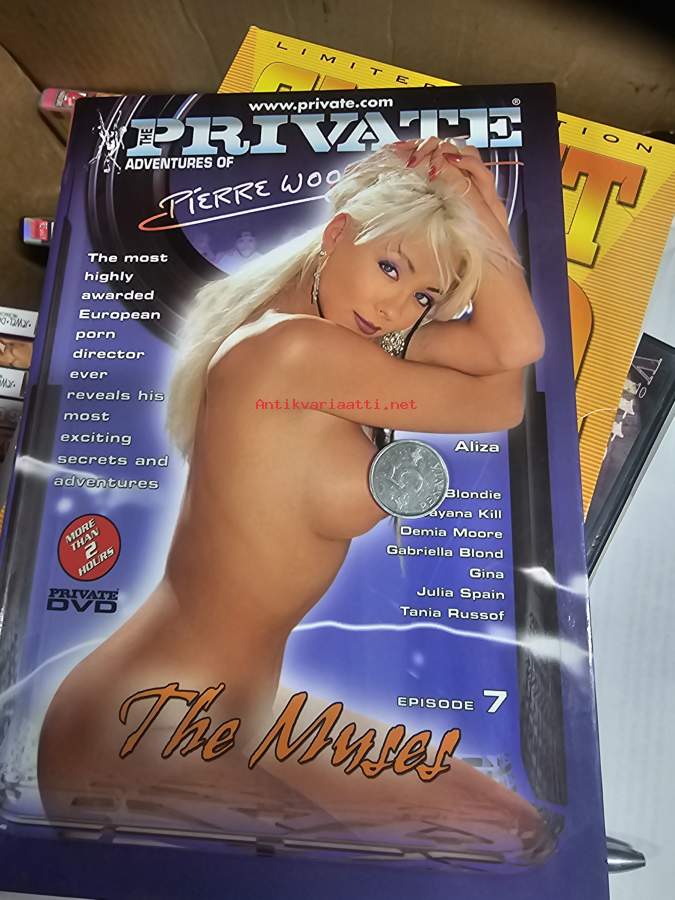 LIMITED
www.private.com
THE PRIVATE®
ADVENTURES OF
PIERRE
The most
highly
awarded
European
porn
director
ever
reveals his
most
exciting
secrets and
adventures
Antikvariaatti.net
Aliza
Blondie
Kill
Demia Moore
Gabriella Blond
Gina
Julia Spain
Tania Russof
MORE
THAN
2
HOURS
PRIVATE
DVD
EPISODE 7
The Muses
5